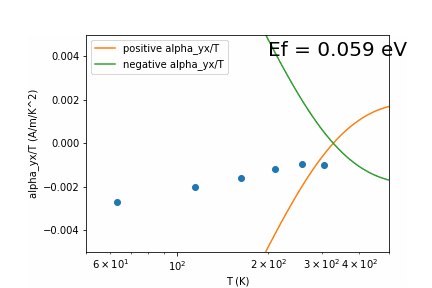 Ef = 0.059 eV
positive alpha_yx/T
negative alpha_yx/T
alpha_yx/T (A/m/K^2)
0.004
0.002
0.000
−0.002
−0.004
6 × 10¹ 10² 2 × 10² 3 × 10² 4 × 10²
T (K)